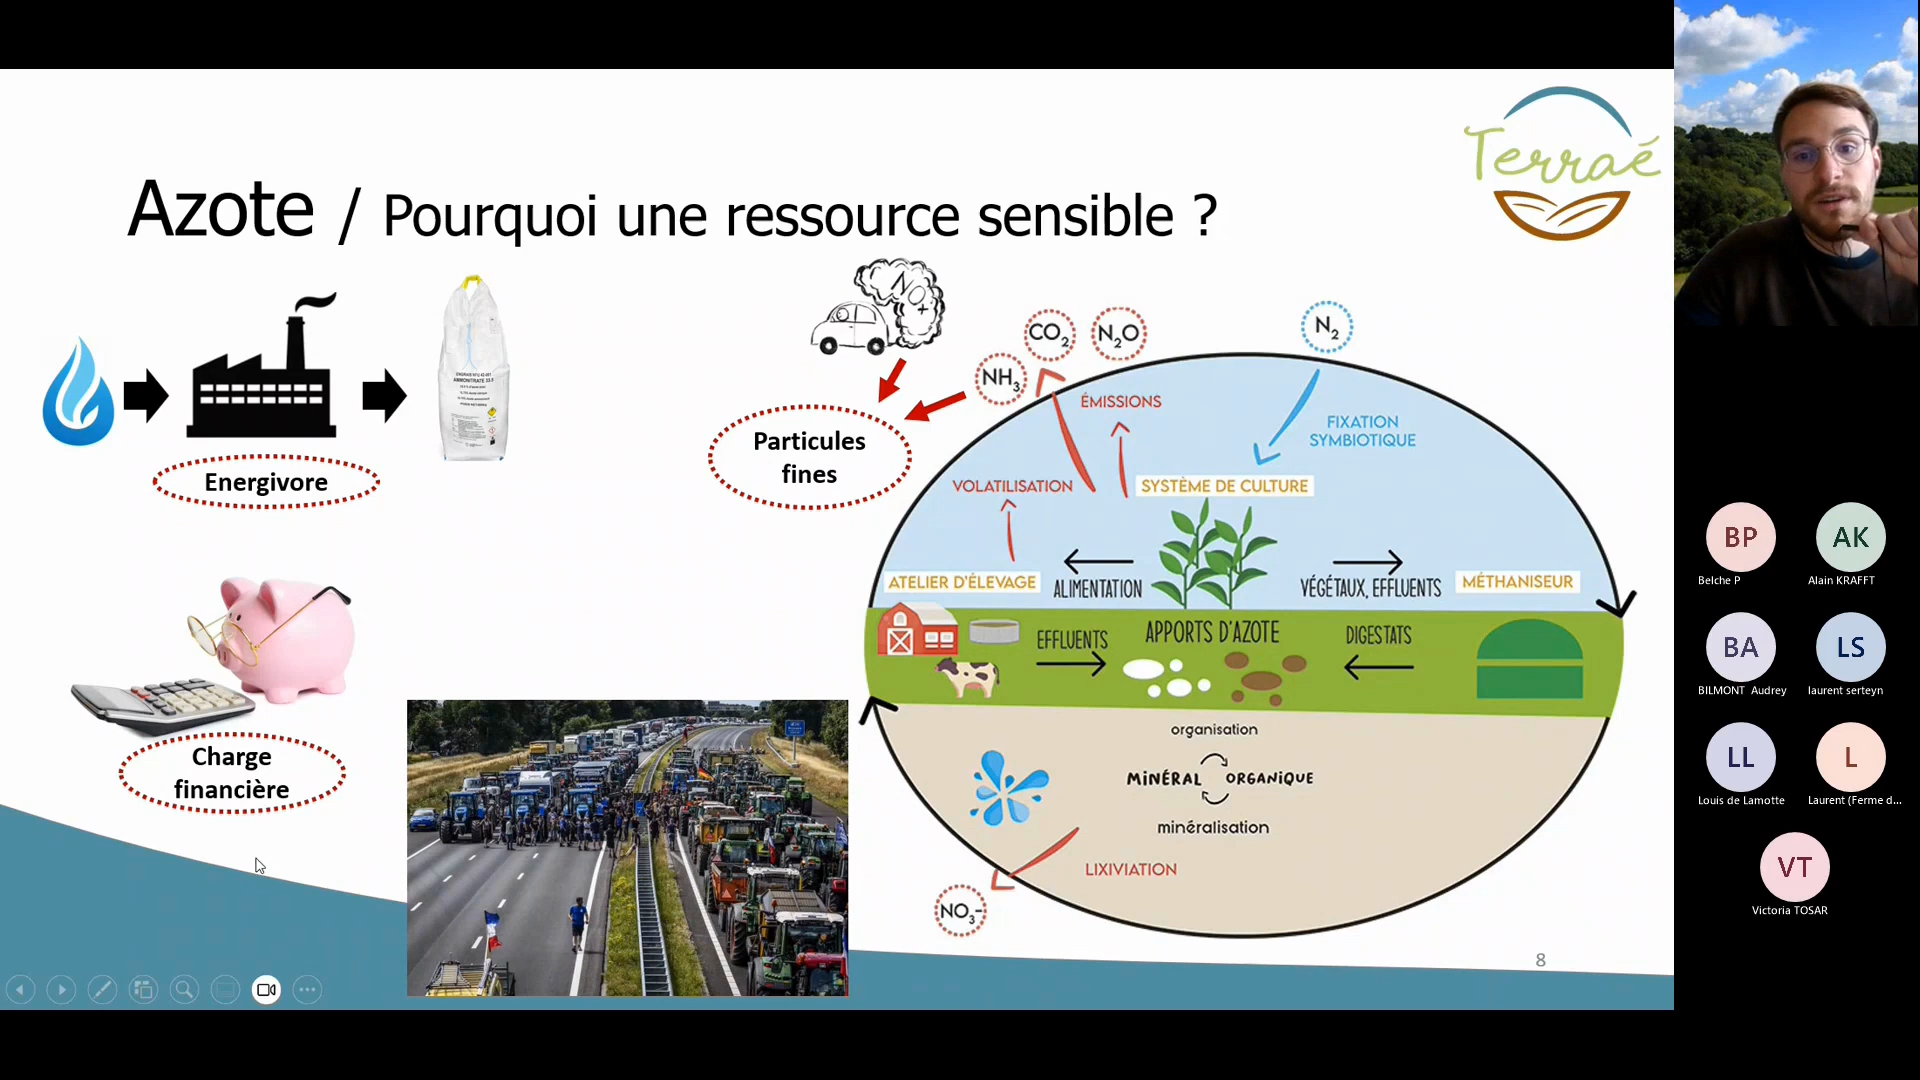 Terraé
Azote / Pourquoi une ressource sensible ?
AMMONITRATE 33.5
Energivore
Charge
financière
NOx
Particules
fines
NH3
CO2
N2O
N2
ÉMISSIONS
FIXATION
SYMBIOTIQUE
VOLATILISATION
SYSTÈME DE CULTURE
ATELIER D'ÉLEVAGE
ALIMENTATION
VÉGÉTAUX, EFFLUENTS
MÉTHANISEUR
EFFLUENTS
APPORTS D'AZOTE
DIGESTATS
organisation
MINÉRAL
ORGANIQUE
minéralisation
LIXIVIATION
NO3-
8
BP
Belche P
AK
Alain KRAFFT
BA
BILMONT Audrey
LS
laurent serteyn
LL
Louis de Lamotte
L
Laurent (Ferme d...
VT
Victoria TOSAR